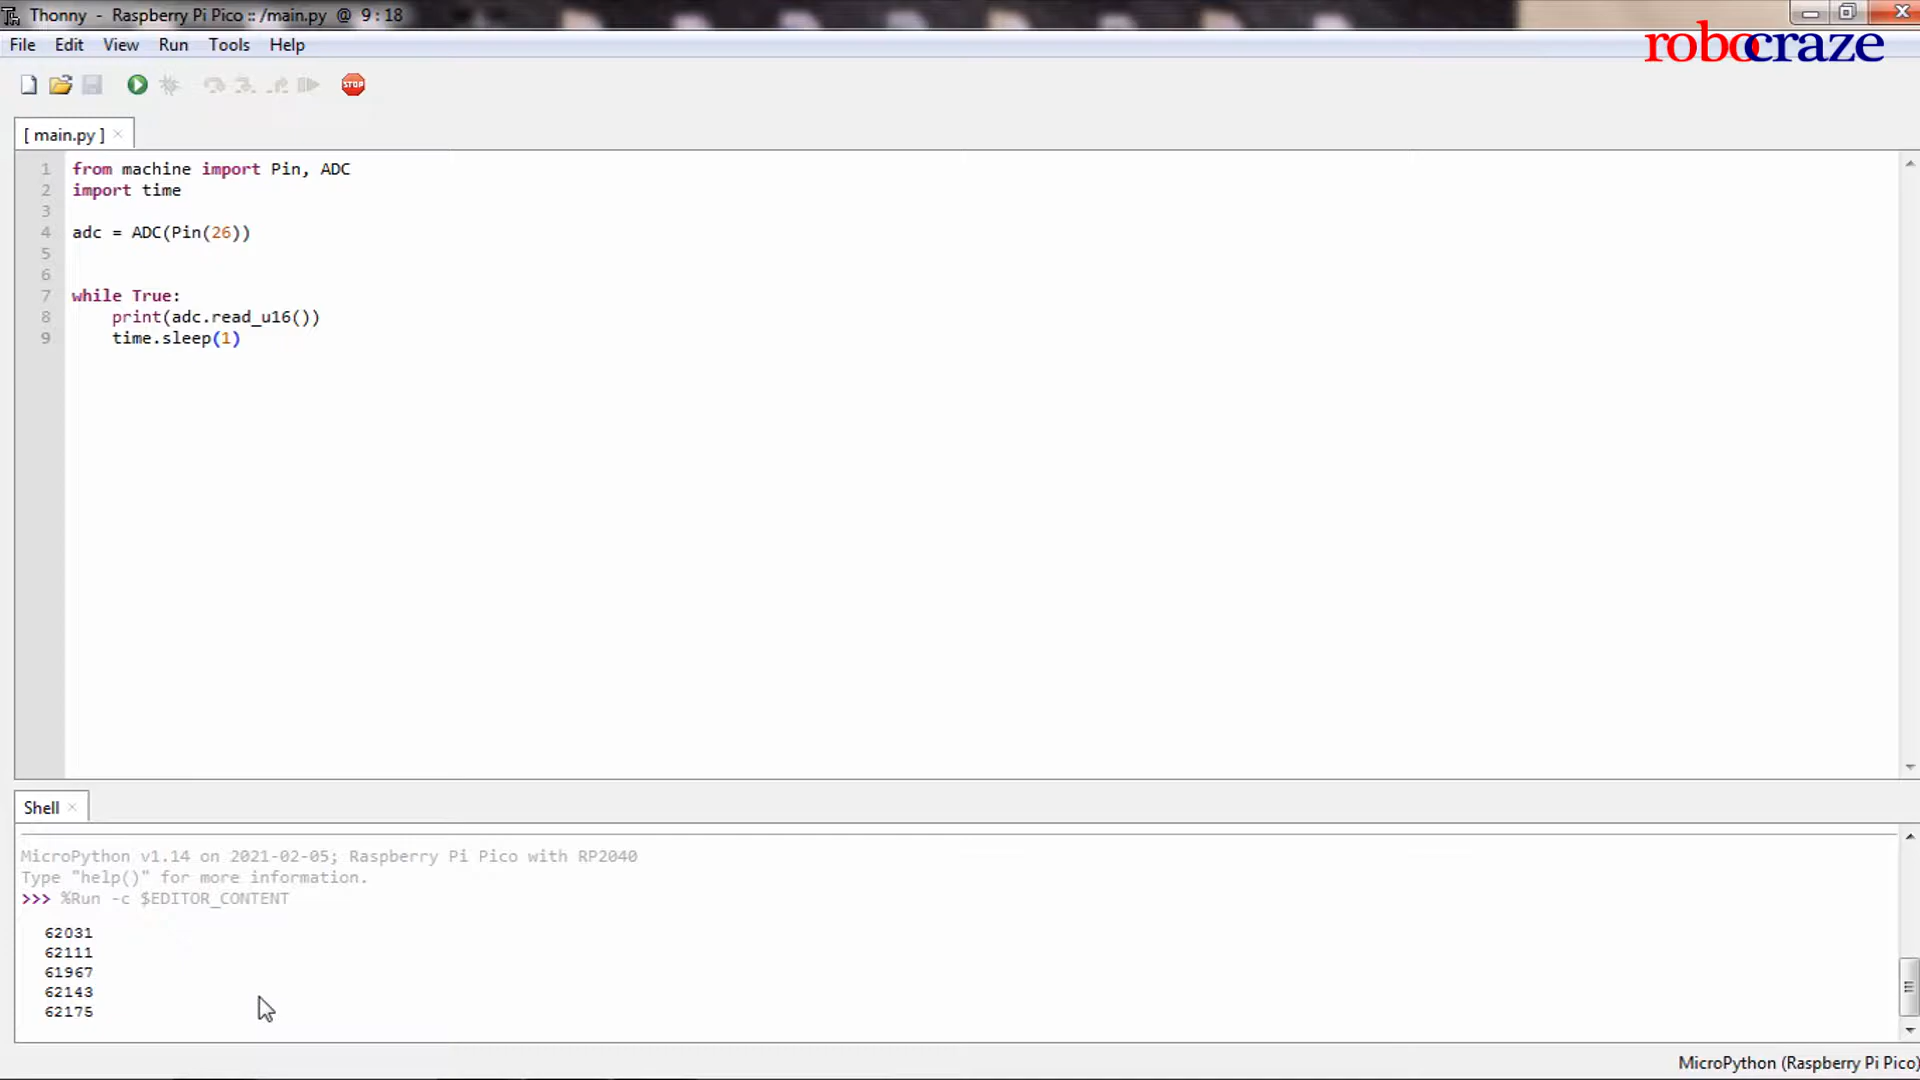 Thonny - Raspberry Pi Pico :: /main.py @ 9 : 18
File Edit View Run Tools Help
robocraze
STOP
[ main.py ] ×
1 from machine import Pin, ADC
2 import time
3
4 adc = ADC(Pin(26))
5
6
7 while True:
8     print(adc.read_u16())
9     time.sleep(1)
Shell ×
MicroPython v1.14 on 2021-02-05; Raspberry Pi Pico with RP2040
Type "help()" for more information.
>>> %Run -c $EDITOR_CONTENT
62031
62111
61967
62143
62175
MicroPython (Raspberry Pi Pico)